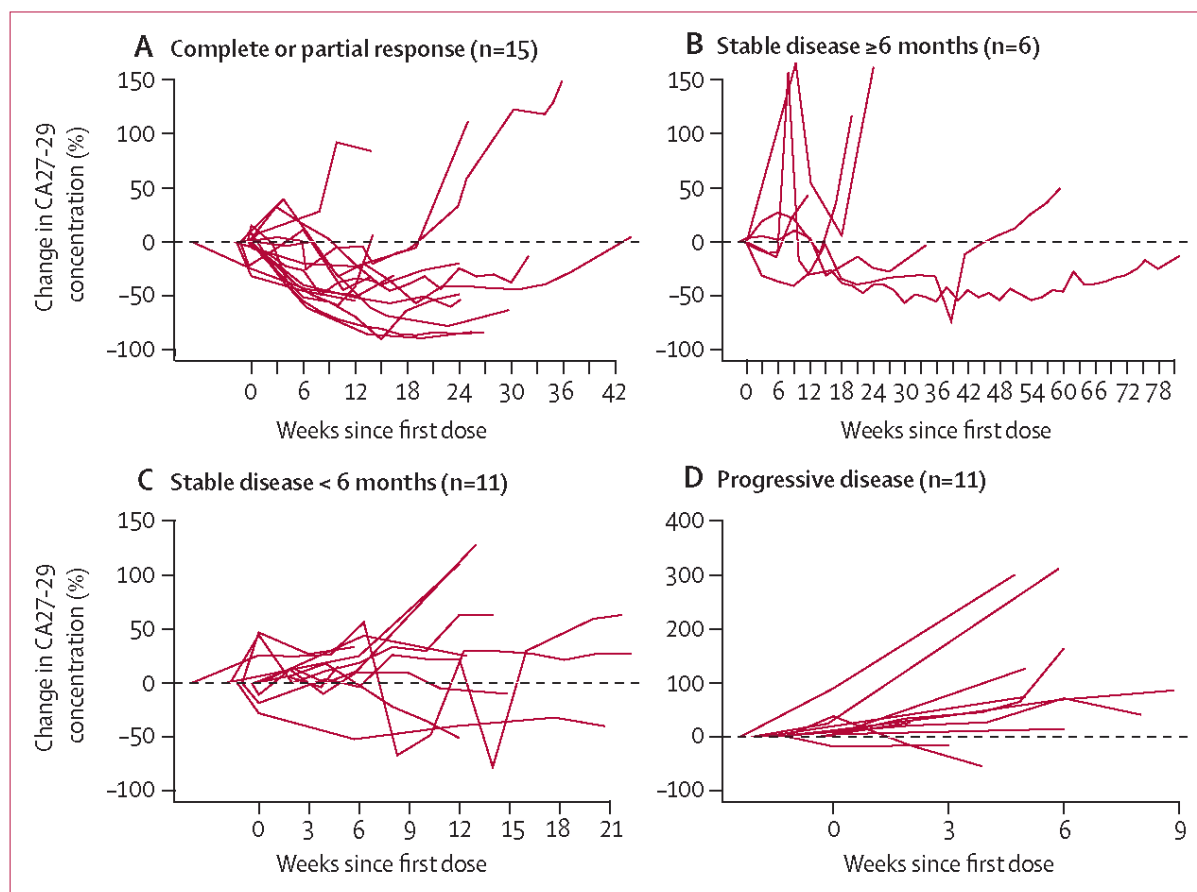 A Complete or partial response (n=15)
150
100
50
0
–50
–100
Change in CA27-29
concentration (%)
0 6 12 18 24 30 36 42
Weeks since first dose
B Stable disease ≥6 months (n=6)
150
100
50
0
–50
–100
0 6 12 18 24 30 36 42 48 54 60 66 72 78
Weeks since first dose
C Stable disease < 6 months (n=11)
150
100
50
0
–50
–100
Change in CA27-29
concentration (%)
0 3 6 9 12 15 18 21
Weeks since first dose
D Progressive disease (n=11)
400
300
200
100
0
–100
0 3 6 9
Weeks since first dose